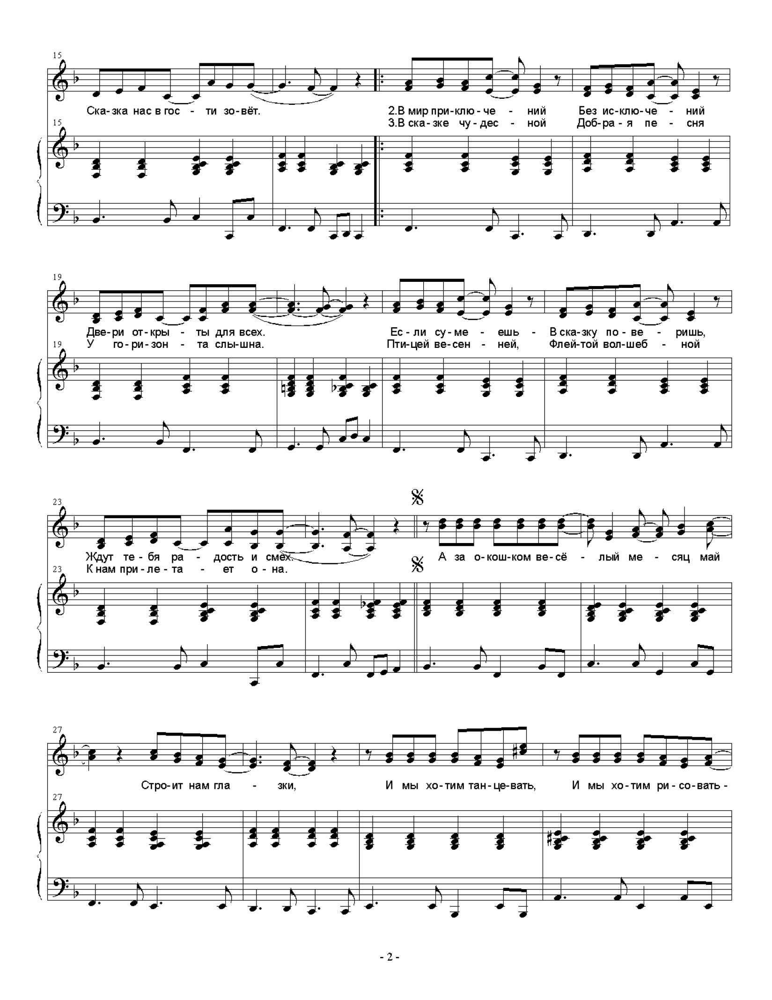 15
Ска-зка нас в гос - ти зо-вёт. 2.В мир при-клю-че - ний Без ис-клю-че - ний
3.В ска-зке чу-дес - ной Доб-ра-я пе - сня
15
19
Две-ри от-кры - ты для всех. Ес-ли су-ме - ешь - В ска-зку по-ве - ришь,
У го-ри-зон - та слы-шна. Пти-цей ве-сен - ней, Флей-той вол-шеб - ной
19
23
Ждут те-бя ра - дость и смех. А за о-кош-ком ве-сё - лый ме - сяц май
К нам при-ле-та - ет о-на.
23
27
Стро-ит нам гла - зки, И мы хо-тим тан-це-вать, И мы хо-тим ри-со-вать -
27
- 2 -